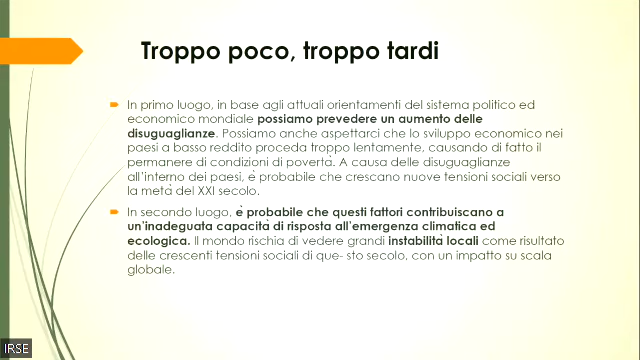 Troppo poco, troppo tardi
In primo luogo, in base agli attuali orientamenti del sistema politico ed
economico mondiale possiamo prevedere un aumento delle
disuguaglianze. Possiamo anche aspettarci che lo sviluppo economico nei
paesi a basso reddito proceda troppo lentamente, causando di fatto il
permanere di condizioni di povertà. A causa delle disuguaglianze
all'interno dei paesi, è probabile che crescano nuove tensioni sociali verso
la metà del XXI secolo.
In secondo luogo, è probabile che questi fattori contribuiscano a
un'inadeguata capacità di risposta all'emergenza climatica ed
ecologica. Il mondo rischia di vedere grandi instabilità locali come risultato
delle crescenti tensioni sociali di que- sto secolo, con un impatto su scala
globale.
IRSE